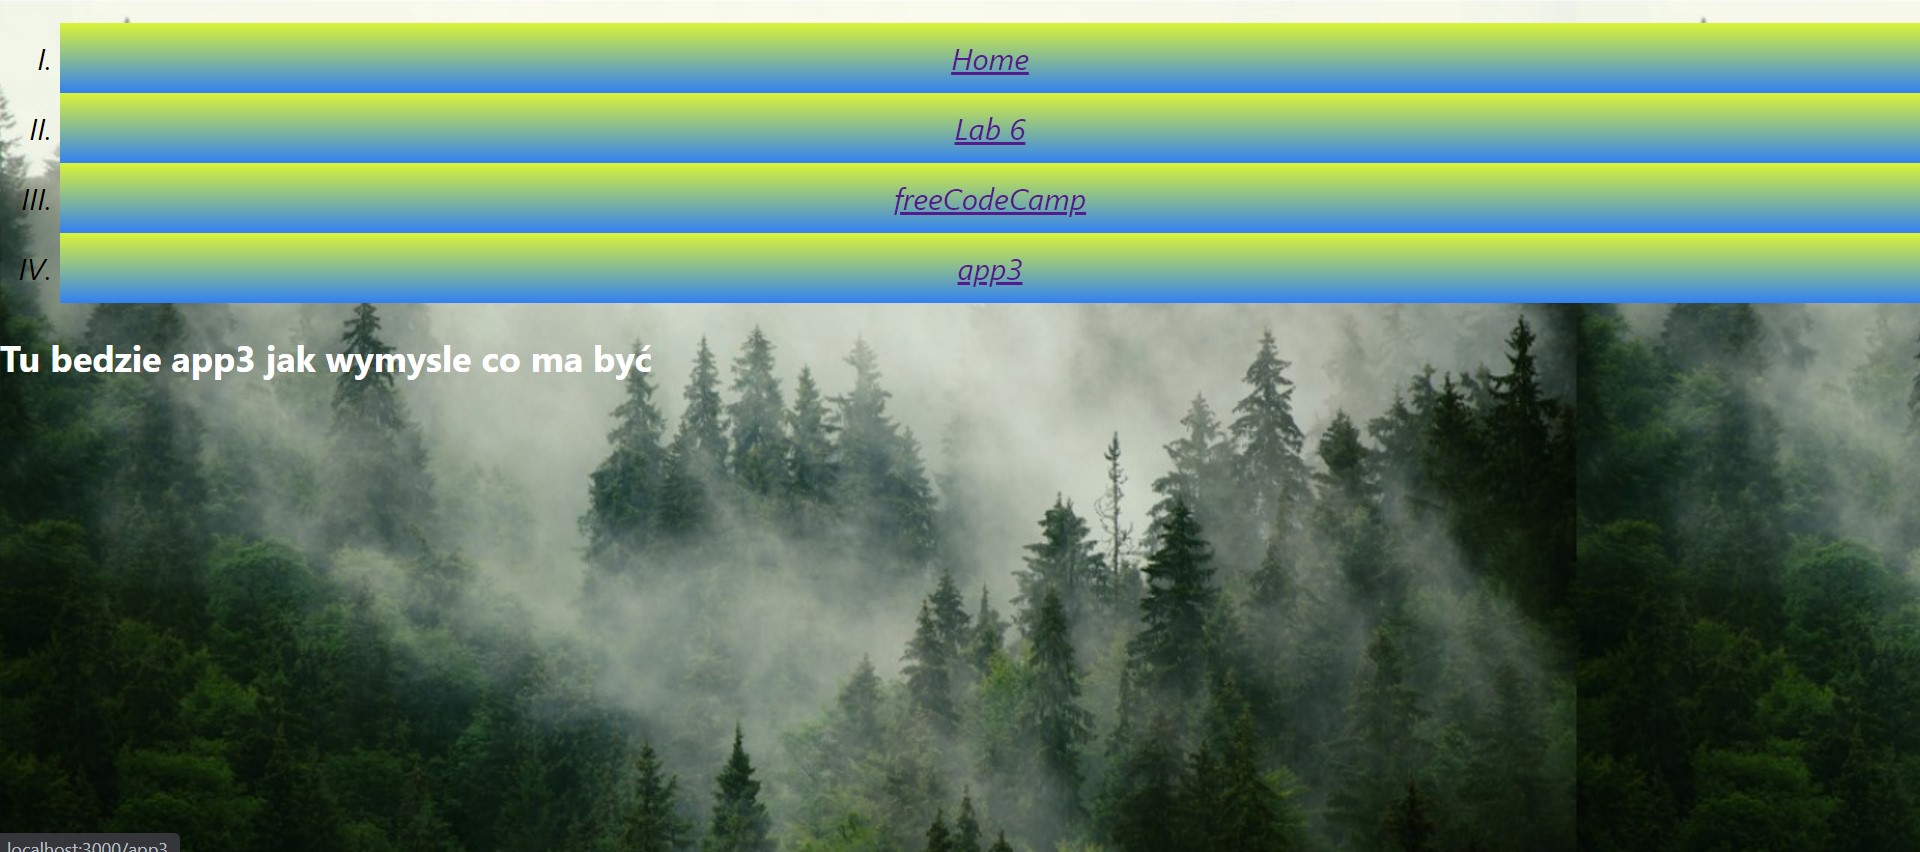 I. Home
II. Lab 6
III. freeCodeCamp
IV. app3
Tu bedzie app3 jak wymysle co ma być
localhost:3000/app3